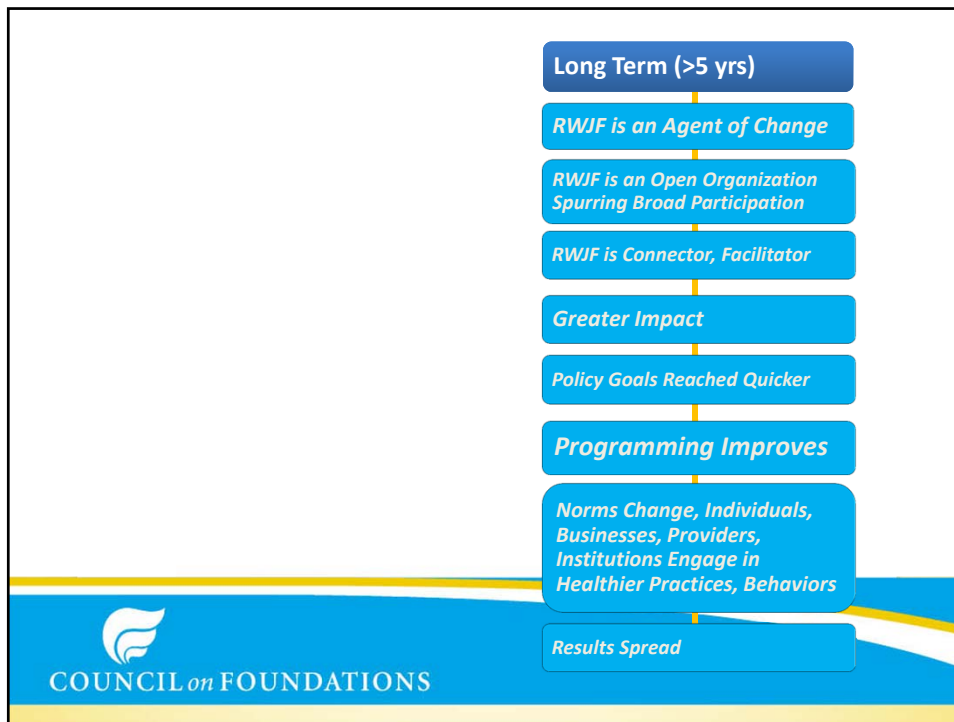 Long Term (>5 yrs)
RWJF is an Agent of Change
RWJF is an Open Organization
Spurring Broad Participation
RWJF is Connector, Facilitator
Greater Impact
Policy Goals Reached Quicker
Programming Improves
Norms Change, Individuals,
Businesses, Providers,
Institutions Engage in
Healthier Practices, Behaviors
Results Spread
COUNCIL on FOUNDATIONS